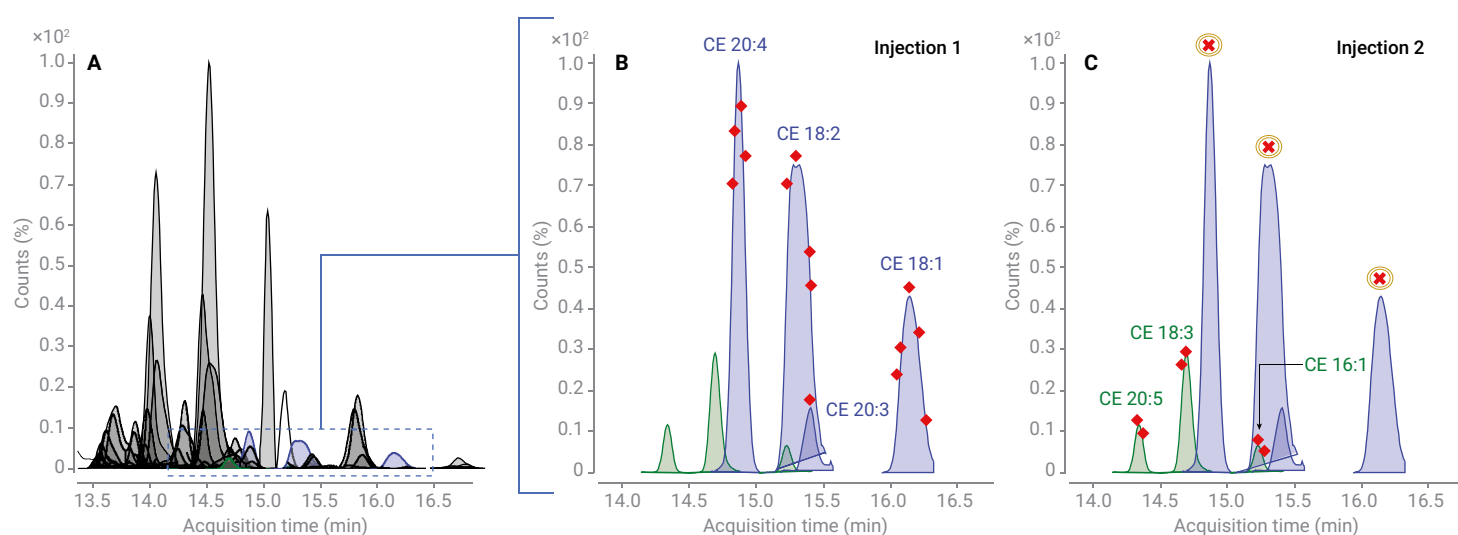 ×10²
A
1.0
0.9
0.8
0.7
0.6
0.5
0.4
0.3
0.2
0.1
0
Counts (%)
13.5 14.0 14.5 15.0 15.5 16.0 16.5
Acquisition time (min)
×10²
B
Injection 1
CE 20:4
CE 18:2
CE 18:1
CE 20:3
1.0
0.9
0.8
0.7
0.6
0.5
0.4
0.3
0.2
0.1
0
Counts (%)
14.0 14.5 15.0 15.5 16.0 16.5
Acquisition time (min)
×10²
C
Injection 2
CE 18:3
CE 16:1
CE 20:5
1.0
0.9
0.8
0.7
0.6
0.5
0.4
0.3
0.2
0.1
0
Counts (%)
14.0 14.5 15.0 15.5 16.0 16.5
Acquisition time (min)